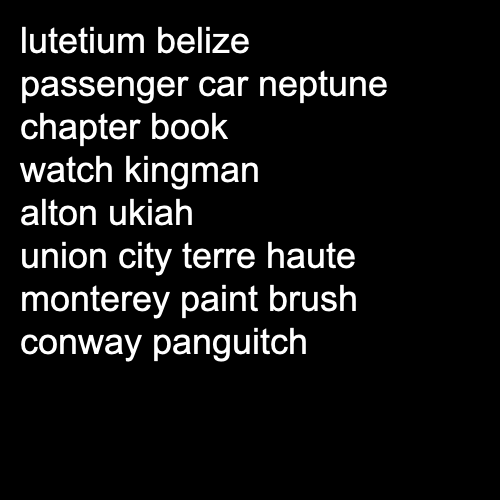 lutetium belize
passenger car neptune
chapter book
watch kingman
alton ukiah
union city terre haute
monterey paint brush
conway panguitch